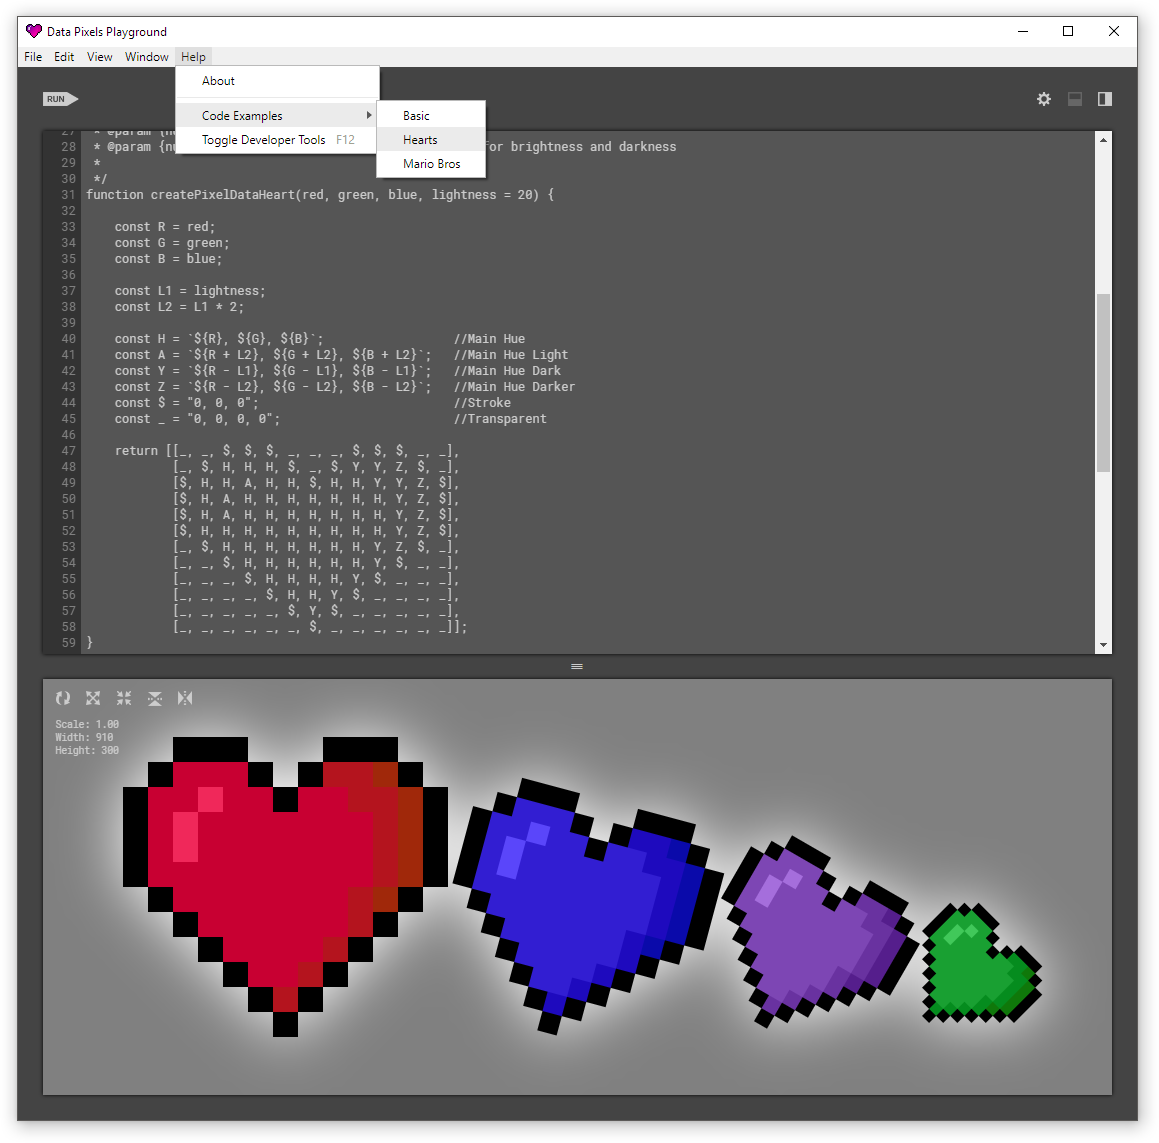 Data Pixels Playground
File Edit View Window Help
About
RUN
Code Examples
Basic
Toggle Developer Tools F12
Hearts
Mario Bros
27 * @param {n
28 * @param {nu for brightness and darkness
29 *
30 */
31 function createPixelDataHeart(red, green, blue, lightness = 20) {
32
33 const R = red;
34 const G = green;
35 const B = blue;
36
37 const L1 = lightness;
38 const L2 = L1 * 2;
39
40 const H = `${R}, ${G}, ${B}`; //Main Hue
41 const A = `${R + L2}, ${G + L2}, ${B + L2}`; //Main Hue Light
42 const Y = `${R - L1}, ${G - L1}, ${B - L1}`; //Main Hue Dark
43 const Z = `${R - L2}, ${G - L2}, ${B - L2}`; //Main Hue Darker
44 const $ = "0, 0, 0"; //Stroke
45 const _ = "0, 0, 0, 0"; //Transparent
46
47 return [[_, _, $, $, $, _, _, _, $, $, $, _, _],
48 [_, $, H, H, H, $, _, $, Y, Y, Z, $, _],
49 [$, H, H, A, H, H, $, H, H, Y, Y, Z, $],
50 [$, H, A, H, H, H, H, H, H, H, Y, Z, $],
51 [$, H, A, H, H, H, H, H, H, H, Y, Z, $],
52 [$, H, H, H, H, H, H, H, H, H, Y, Z, $],
53 [_, $, H, H, H, H, H, H, H, Y, Z, $, _],
54 [_, _, $, H, H, H, H, H, H, Y, $, _, _],
55 [_, _, _, $, H, H, H, H, Y, $, _, _, _],
56 [_, _, _, _, $, H, H, Y, $, _, _, _, _],
57 [_, _, _, _, _, $, Y, $, _, _, _, _, _],
58 [_, _, _, _, _, _, $, _, _, _, _, _, _]];
59 }
Scale: 1.00
Width: 910
Height: 300